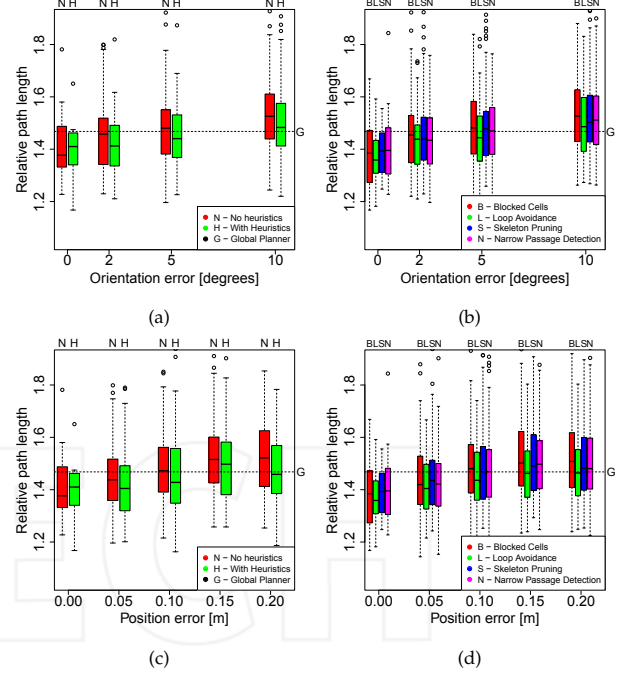 N H N H N H N H
Relative path length
1.2 1.4 1.6 1.8
G
N − No heuristics
H − With Heuristics
G − Global Planner
0 2 5 10
Orientation error [degrees]
(a)
BLSN BLSN BLSN BLSN
Relative path length
1.2 1.4 1.6 1.8
G
B − Blocked Cells
L − Loop Avoidance
S − Skeleton Pruning
N − Narrow Passage Detection
0 2 5 10
Orientation error [degrees]
(b)
N H N H N H N H N H
Relative path length
1.2 1.4 1.6 1.8
G
N − No heuristics
H − With Heuristics
G − Global Planner
0.00 0.05 0.10 0.15 0.20
Position error [m]
(c)
BLSN BLSN BLSN BLSN BLSN
Relative path length
1.2 1.4 1.6 1.8
G
B − Blocked Cells
L − Loop Avoidance
S − Skeleton Pruning
N − Narrow Passage Detection
0.00 0.05 0.10 0.15 0.20
Position error [m]
(d)